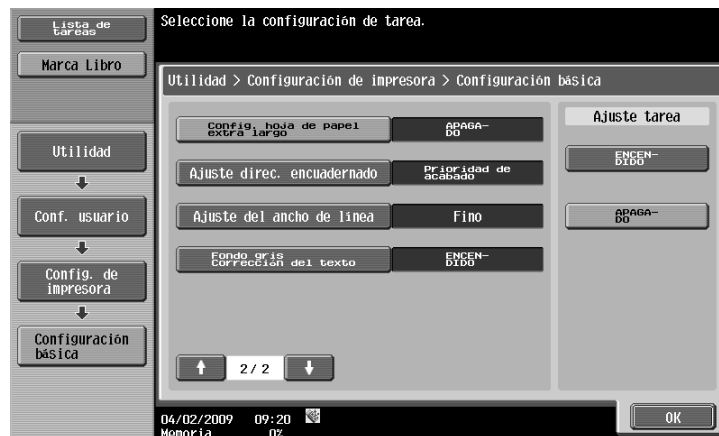 Lista de
tareas
Seleccione la configuración de tarea.
Marca Libro
Utilidad > Configuración de impresora > Configuración básica
Config. hoja de papel
extra largo
APAGA-
DO
Ajuste tarea
Utilidad
ENCEN-
DIDO
Ajuste direc. encuadernado
Prioridad de
acabado
Conf. usuario
Ajuste del ancho de línea
Fino
APAGA-
DO
Fondo gris
Corrección del texto
ENCEN-
DIDO
Config. de
impresora
Configuración
básica
2/ 2
04/02/2009 09:20
Memoria 0%
OK